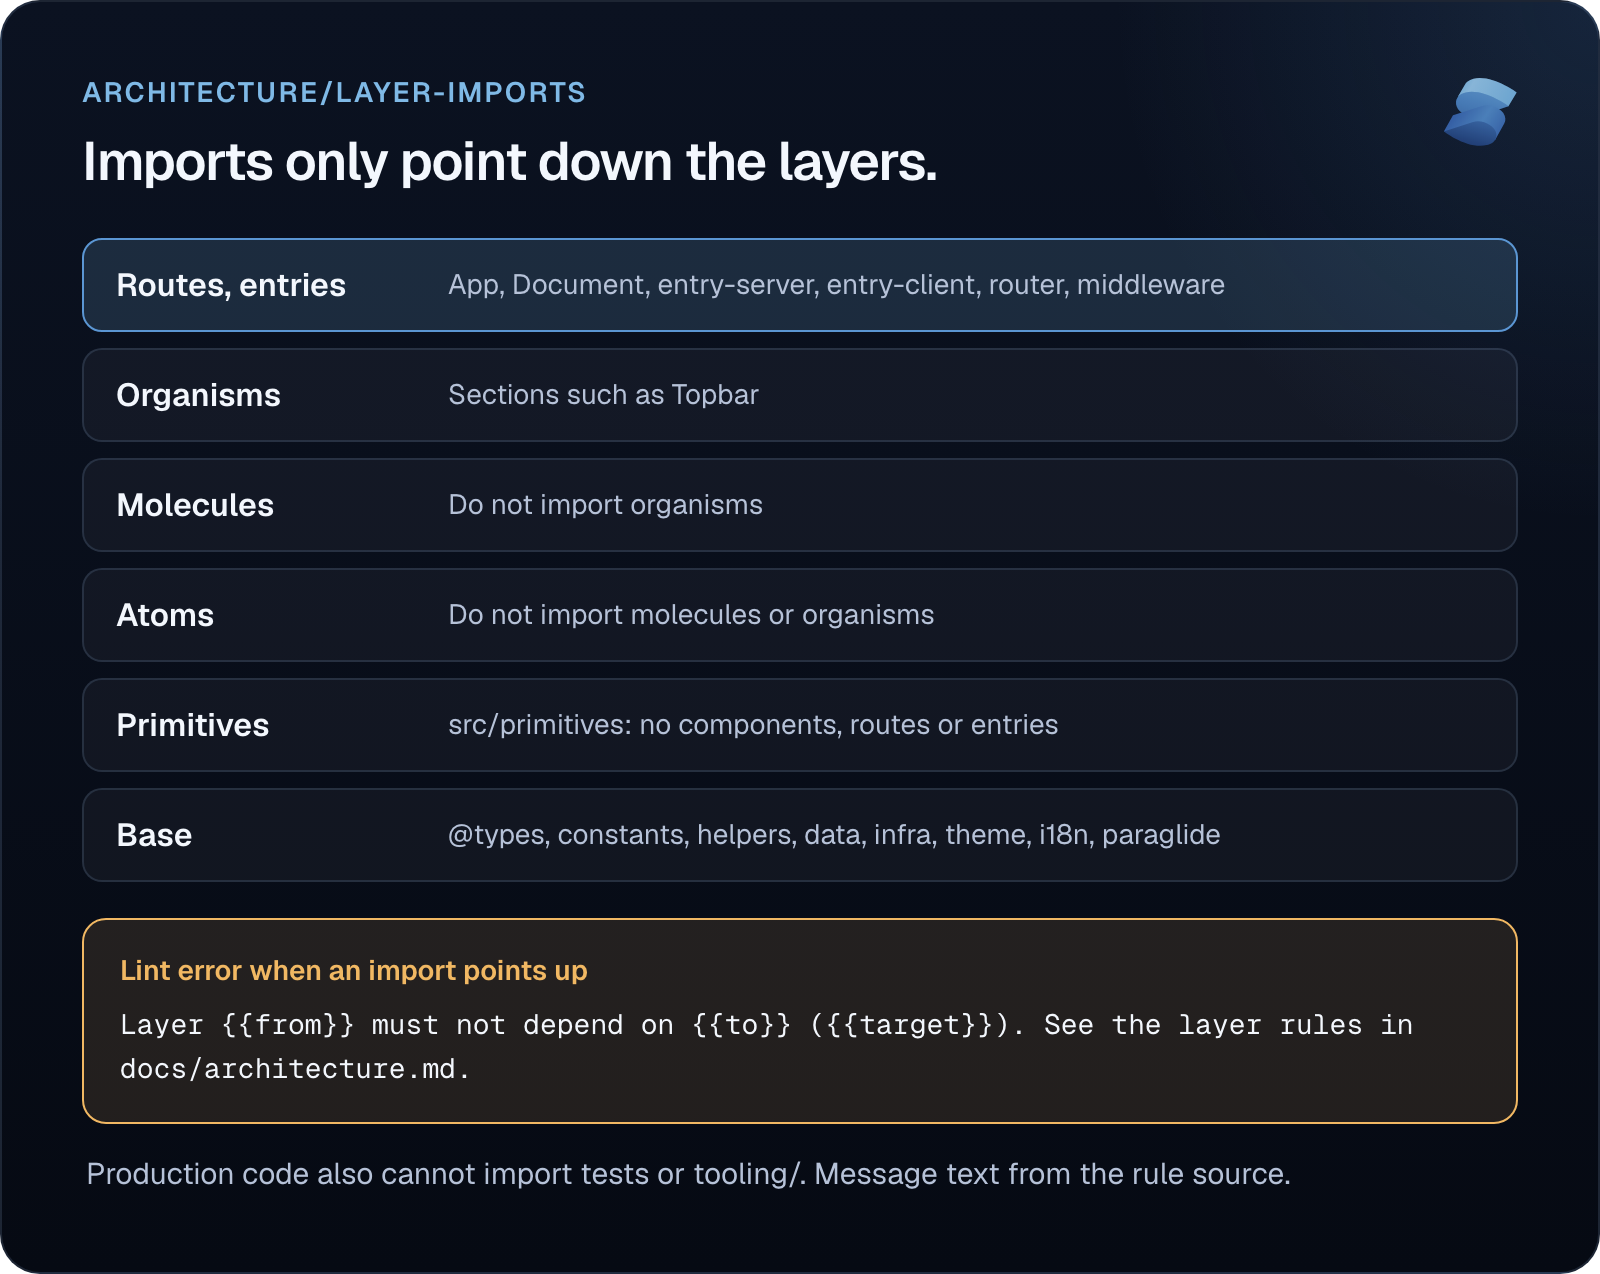 ARCHITECTURE/LAYER-IMPORTS
Imports only point down the layers.
Routes, entries
App, Document, entry-server, entry-client, router, middleware
Organisms
Sections such as Topbar
Molecules
Do not import organisms
Atoms
Do not import molecules or organisms
Primitives
src/primitives: no components, routes or entries
Base
@types, constants, helpers, data, infra, theme, i18n, paraglide
Lint error when an import points up
Layer {{from}} must not depend on {{to}} ({{target}}). See the layer rules in
docs/architecture.md.
Production code also cannot import tests or tooling/. Message text from the rule source.